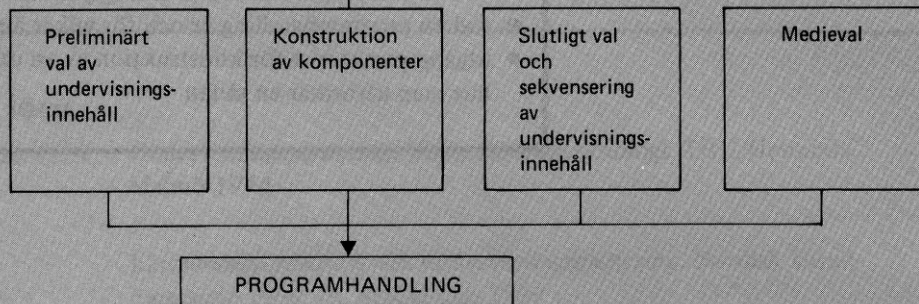 Preliminärt
val av
undervisnings-
innehåll
Konstruktion
av komponenter
Slutligt val
och
sekvensering
av
undervisnings-
innehåll
Medieval
PROGRAMHANDLING